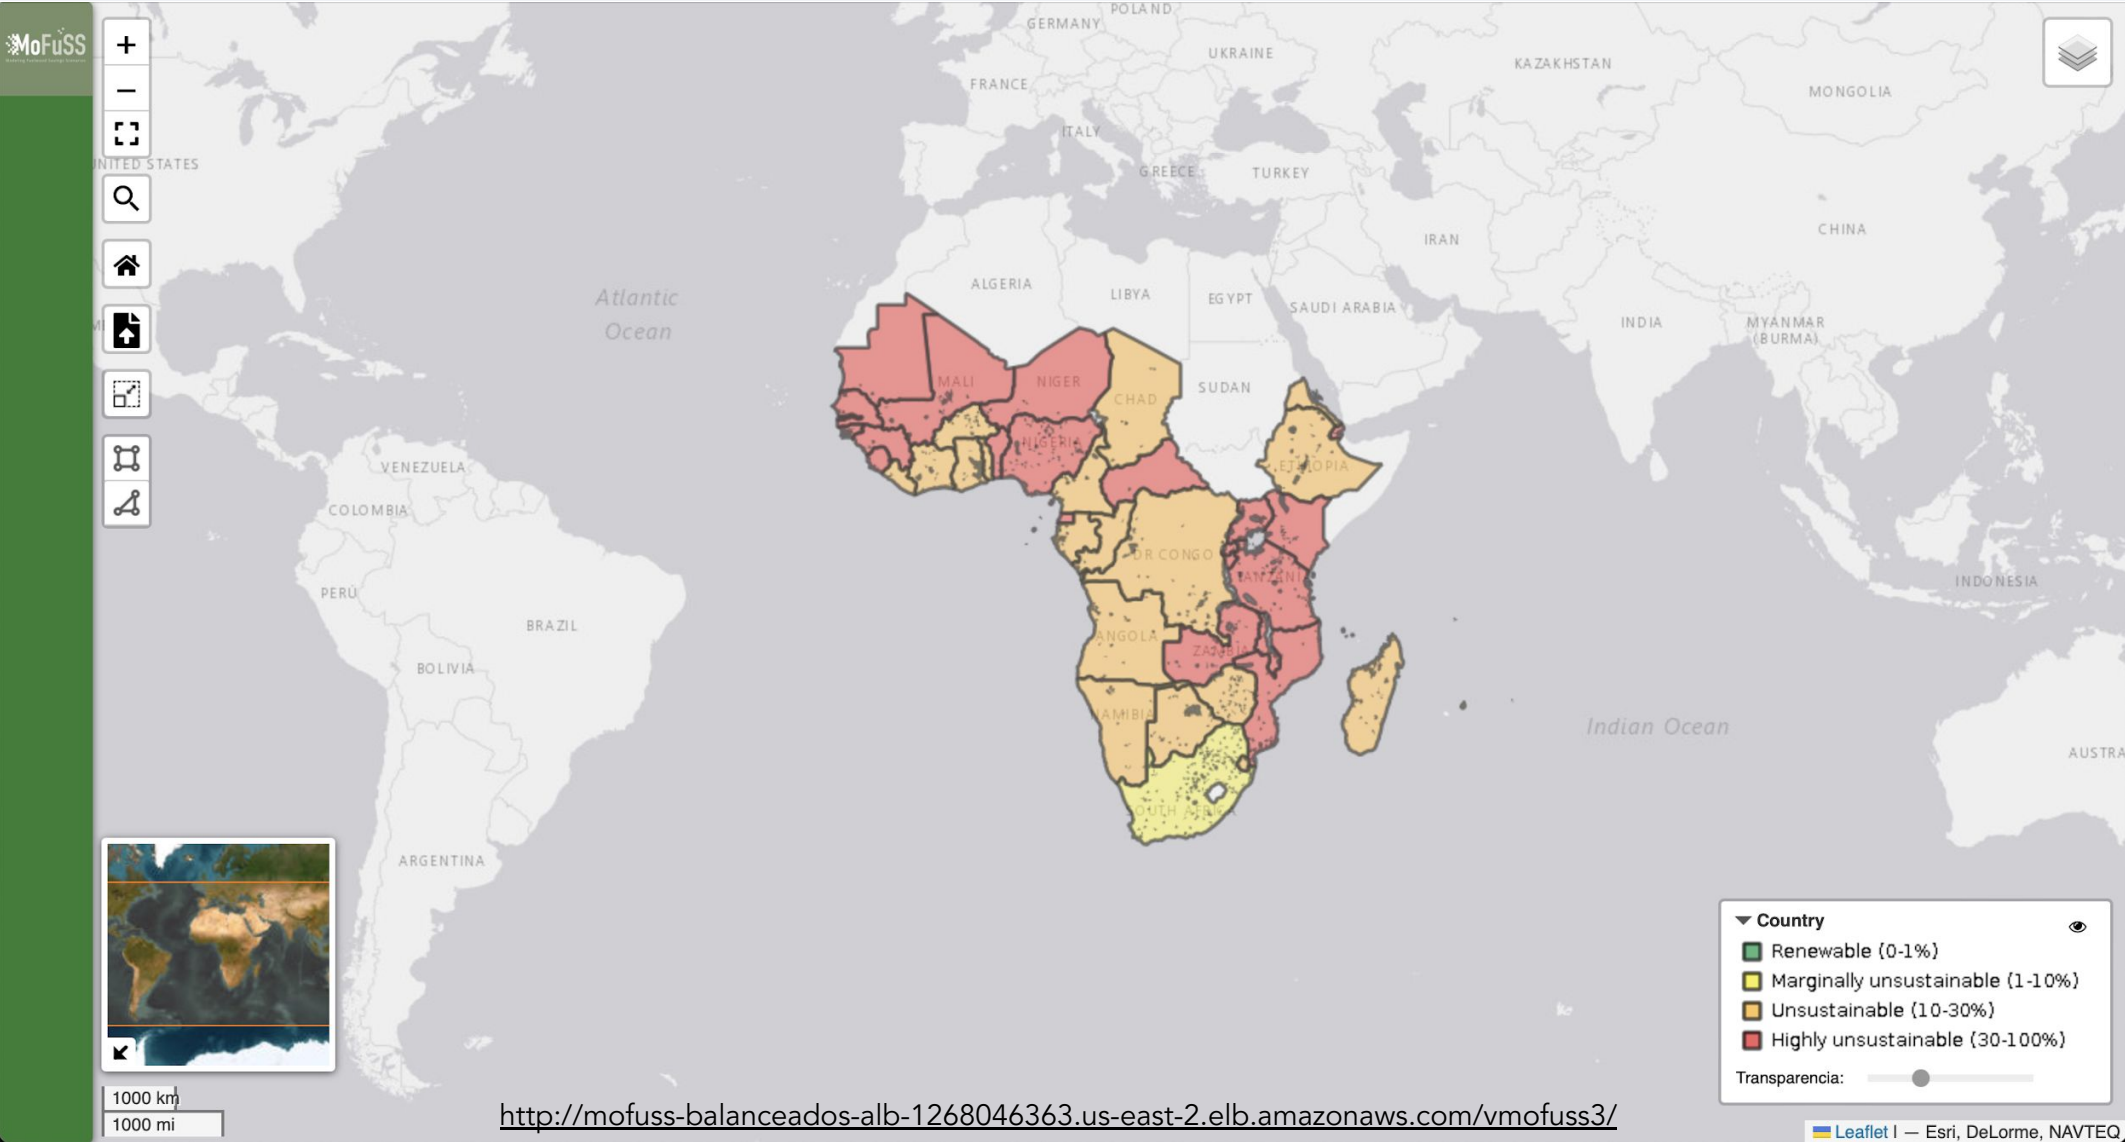 MoFuSS
+
−
UNITED STATES
POLAND
GERMANY
UKRAINE
KAZAKHSTAN
FRANCE
MONGOLIA
ITALY
GREECE
TURKEY
CHINA
IRAN
ALGERIA
LIBYA
EGYPT
SAUDI ARABIA
Atlantic
Ocean
INDIA
MYANMAR
(BURMA)
MALI
NIGER
SUDAN
CHAD
NIGERIA
VENEZUELA
ETHIOPIA
COLOMBIA
DR CONGO
TANZANI
INDONESIA
PERÚ
BRAZIL
ANGOLA
ZAMBIA
BOLIVIA
NAMIBIA
Indian Ocean
AUSTRA
OUTH AFRIC
ARGENTINA
Country
Renewable (0-1%)
Marginally unsustainable (1-10%)
Unsustainable (10-30%)
Highly unsustainable (30-100%)
Transparencia:
1000 km
1000 mi
http://mofuss-balanceados-alb-1268046363.us-east-2.elb.amazonaws.com/vmofuss3/
Leaflet | — Esri, DeLorme, NAVTEQ